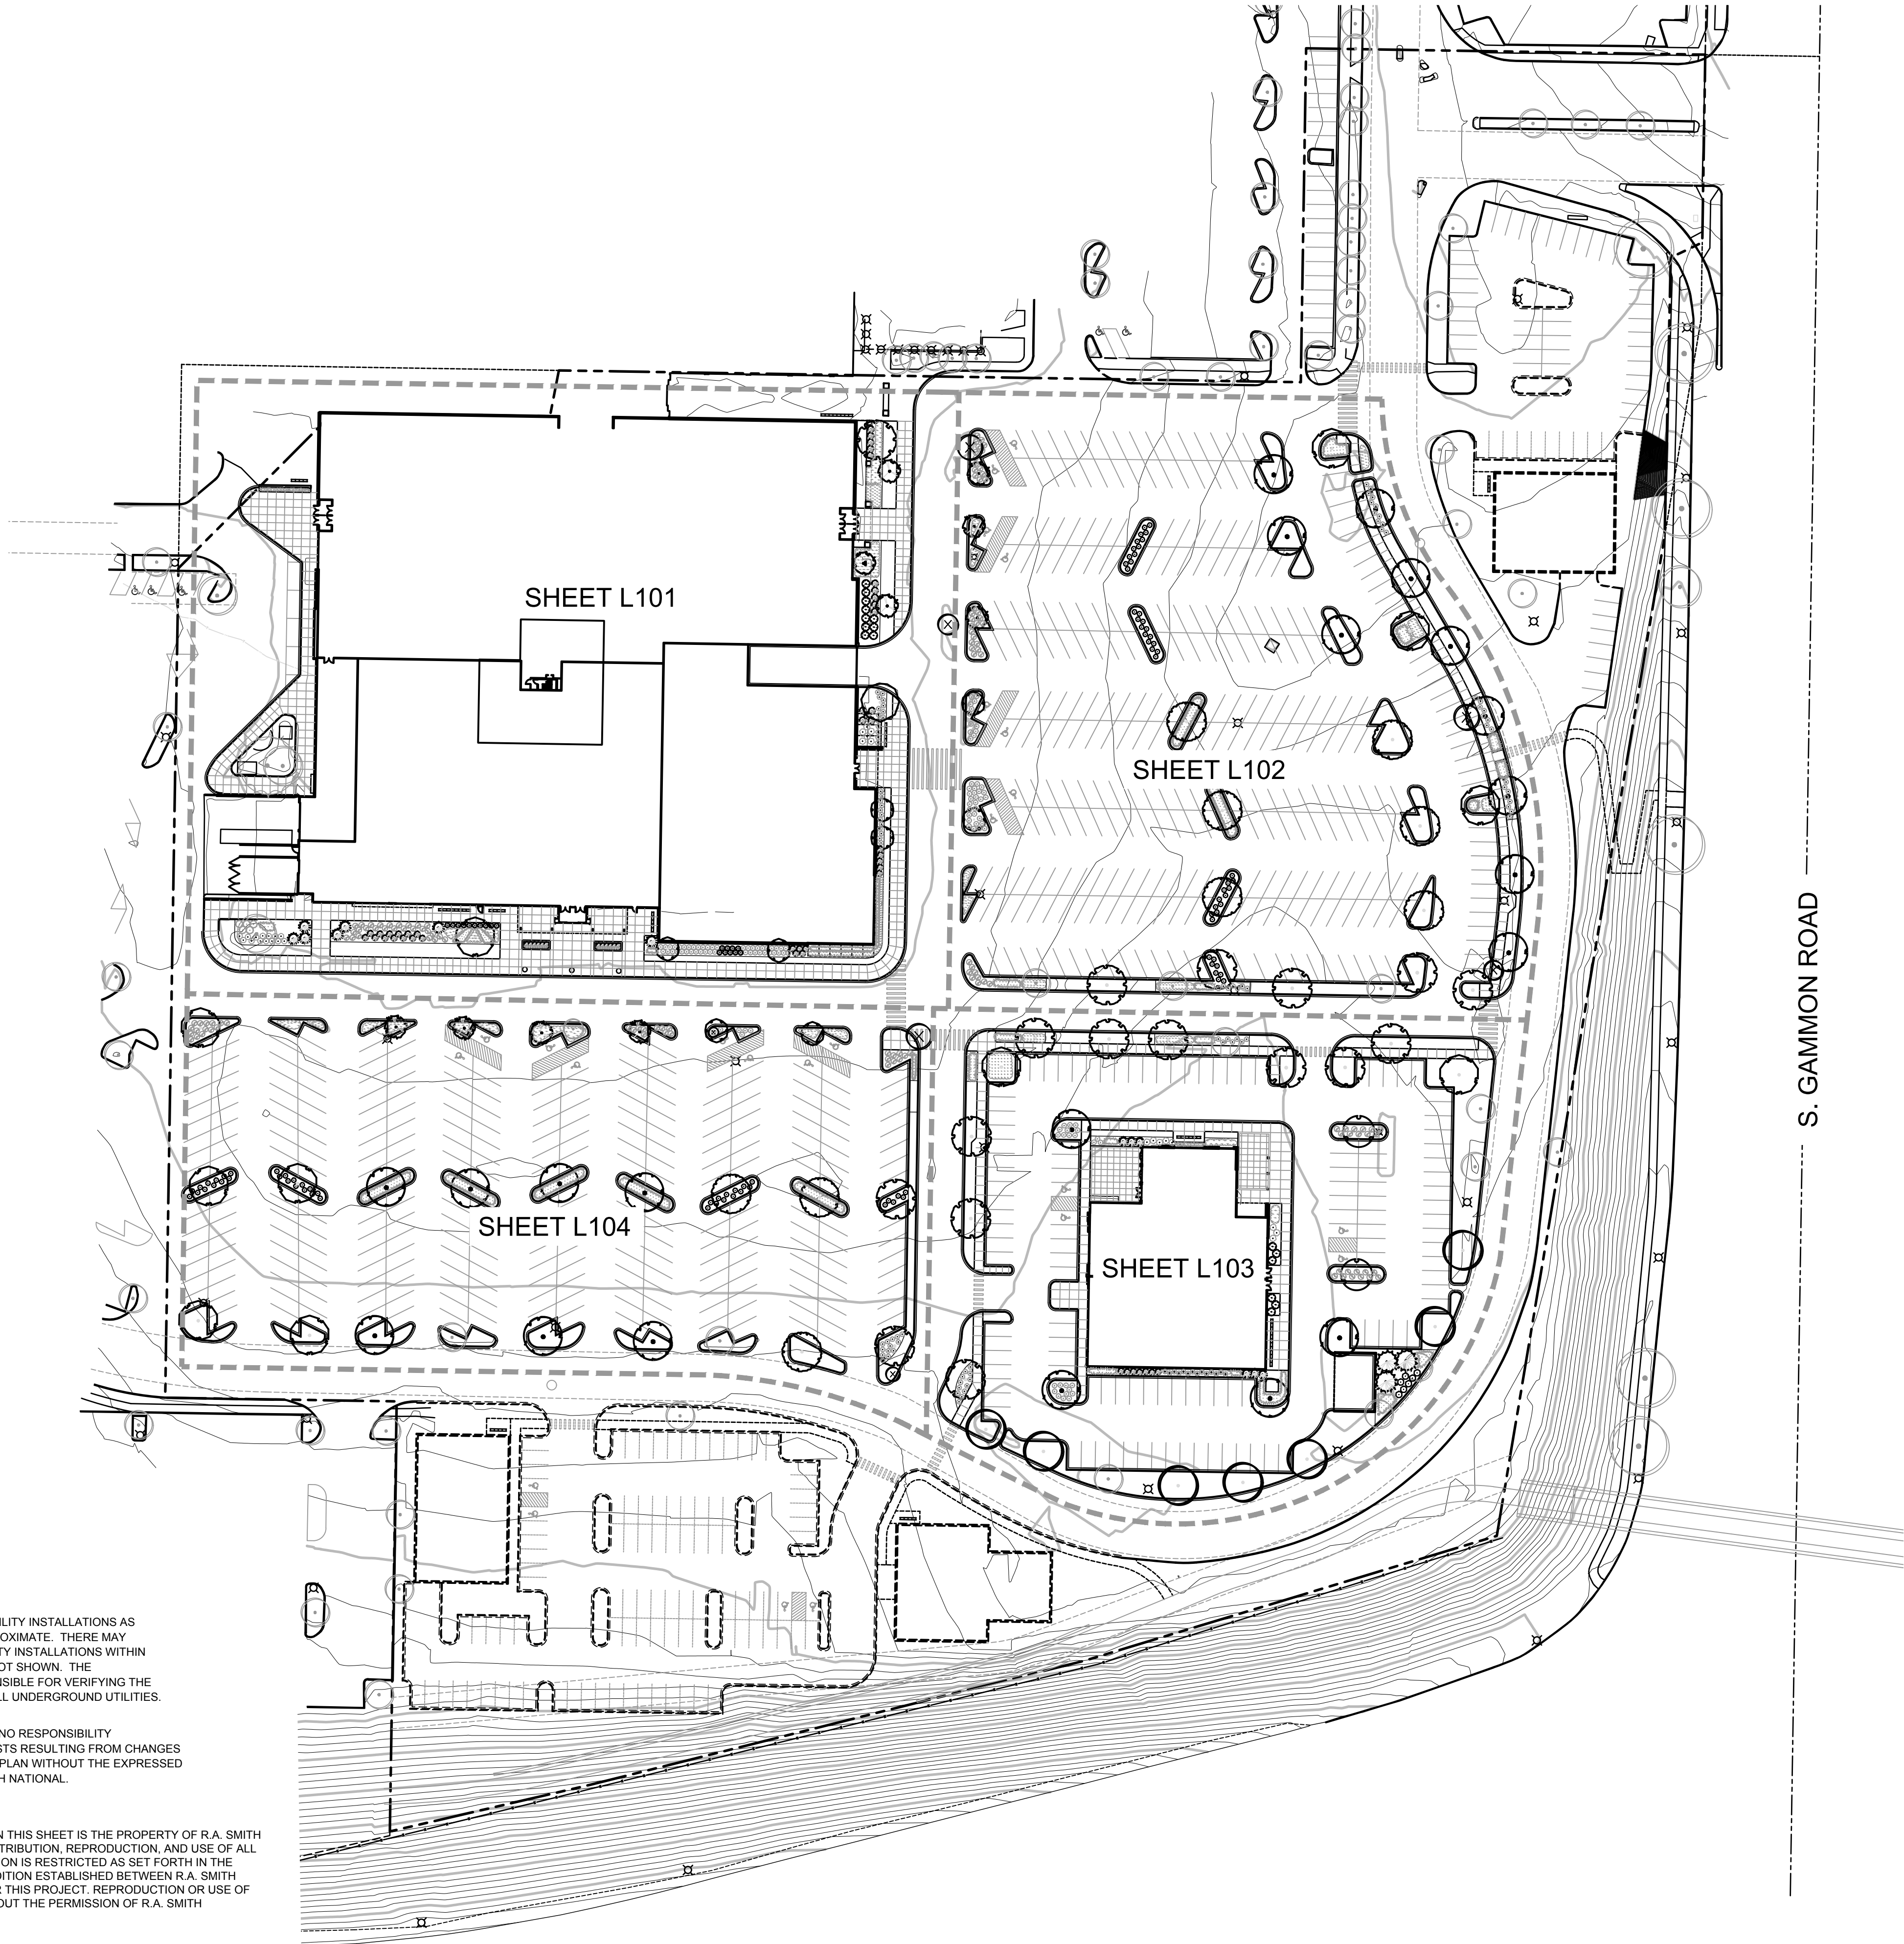 SHEET L101
SHEET L102
S. GAMMON ROAD
SHEET L104
SHEET L103
ILITY INSTALLATIONS AS
OXIMATE. THERE MAY
TY INSTALLATIONS WITHIN
OT SHOWN. THE
NSIBLE FOR VERIFYING THE
LL UNDERGROUND UTILITIES.
NO RESPONSIBILITY
STS RESULTING FROM CHANGES
PLAN WITHOUT THE EXPRESSED
H NATIONAL.
N THIS SHEET IS THE PROPERTY OF R.A. SMITH
TRIBUTION, REPRODUCTION, AND USE OF ALL
ON IS RESTRICTED AS SET FORTH IN THE
DITION ESTABLISHED BETWEEN R.A. SMITH
R THIS PROJECT. REPRODUCTION OR USE OF
OUT THE PERMISSION OF R.A. SMITH